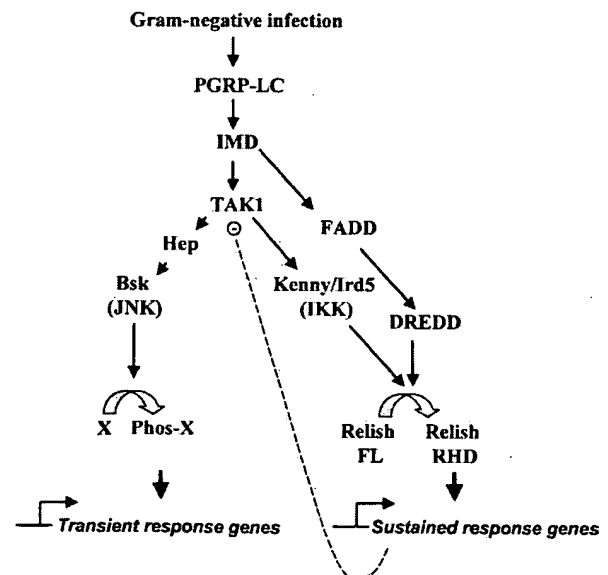 Gram-negative infection
PGRP-LC
IMD
TAK1
FADD
Hep
Bsk
(JNK)
Kenny/Ird5
(IKK)
DREDD
X Phos-X
Relish
FL
Relish
RHD
Transient response genes
Sustained response genes